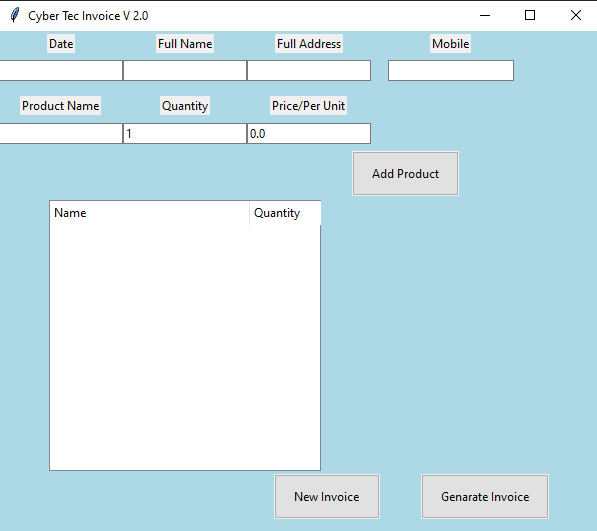 Cyber Tec Invoice V 2.0
Date Full Name Full Address Mobile
Product Name Quantity Price/Per Unit
1 0.0
Add Product
Name Quantity
New Invoice Genarate Invoice